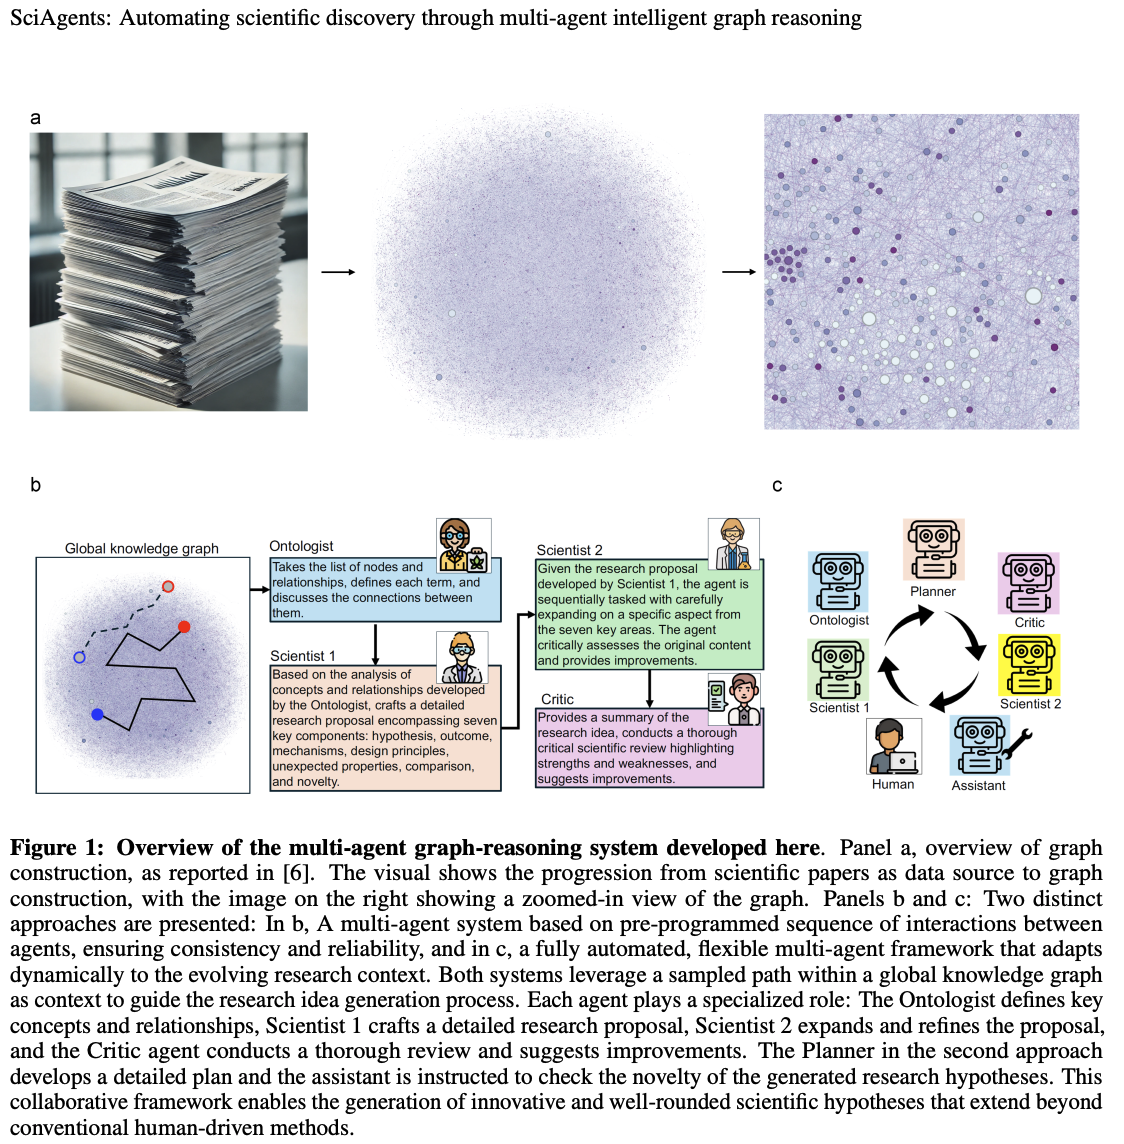 SciAgents: Automating scientific discovery through multi-agent intelligent graph reasoning
a
b
Global knowledge graph
Ontologist
Takes the list of nodes and
relationships, defines each term, and
discusses the connections between
them.
Scientist 1
Based on the analysis of
concepts and relationships developed
by the Ontologist, crafts a detailed
research proposal encompassing seven
key components: hypothesis, outcome,
mechanisms, design principles,
unexpected properties, comparison,
and novelty.
Scientist 2
Given the research proposal
developed by Scientist 1, the agent is
sequentially tasked with carefully
expanding on a specific aspect from
the seven key areas. The agent
critically assesses the original content
and provides improvements.
Critic
Provides a summary of the
research idea, conducts a thorough
critical scientific review highlighting
strengths and weaknesses, and
suggests improvements.
c
Planner
Ontologist
Critic
Scientist 1
Scientist 2
Human
Assistant
Figure 1: Overview of the multi-agent graph-reasoning system developed here. Panel a, overview of graph
construction, as reported in [6]. The visual shows the progression from scientific papers as data source to graph
construction, with the image on the right showing a zoomed-in view of the graph. Panels b and c: Two distinct
approaches are presented: In b, A multi-agent system based on pre-programmed sequence of interactions between
agents, ensuring consistency and reliability, and in c, a fully automated, flexible multi-agent framework that adapts
dynamically to the evolving research context. Both systems leverage a sampled path within a global knowledge graph
as context to guide the research idea generation process. Each agent plays a specialized role: The Ontologist defines key
concepts and relationships, Scientist 1 crafts a detailed research proposal, Scientist 2 expands and refines the proposal,
and the Critic agent conducts a thorough review and suggests improvements. The Planner in the second approach
develops a detailed plan and the assistant is instructed to check the novelty of the generated research hypotheses. This
collaborative framework enables the generation of innovative and well-rounded scientific hypotheses that extend beyond
conventional human-driven methods.